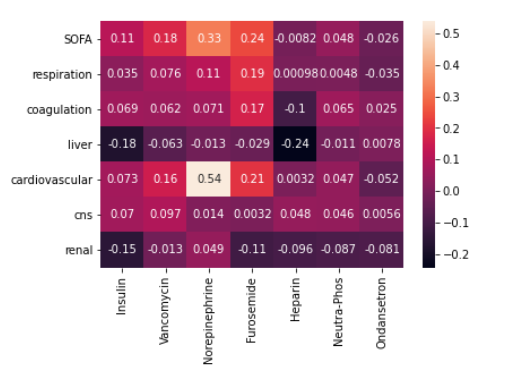 SOFA 0.11 0.18 0.33 0.24 -0.0082 0.048 -0.026
respiration 0.035 0.076 0.11 0.19 0.00098 0.0048 -0.035
coagulation 0.069 0.062 0.071 0.17 -0.1 0.065 0.025
liver -0.18 -0.063 -0.013 -0.029 -0.24 -0.011 0.0078
cardiovascular 0.073 0.16 0.54 0.21 0.0032 0.047 -0.052
cns 0.07 0.097 0.014 0.0032 0.048 0.046 0.0056
renal -0.15 -0.013 0.049 -0.11 -0.096 -0.087 -0.081
Insulin
Vancomycin
Norepinephrine
Furosemide
Heparin
Neutra-Phos
Ondansetron
0.5
0.4
0.3
0.2
0.1
0.0
−0.1
−0.2